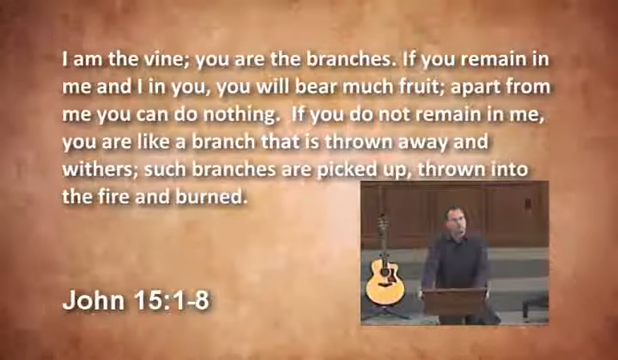 I am the vine; you are the branches. If you remain in
me and I in you, you will bear much fruit; apart from
me you can do nothing.  If you do not remain in me,
you are like a branch that is thrown away and
withers; such branches are picked up, thrown into
the fire and burned.
John 15:1-8